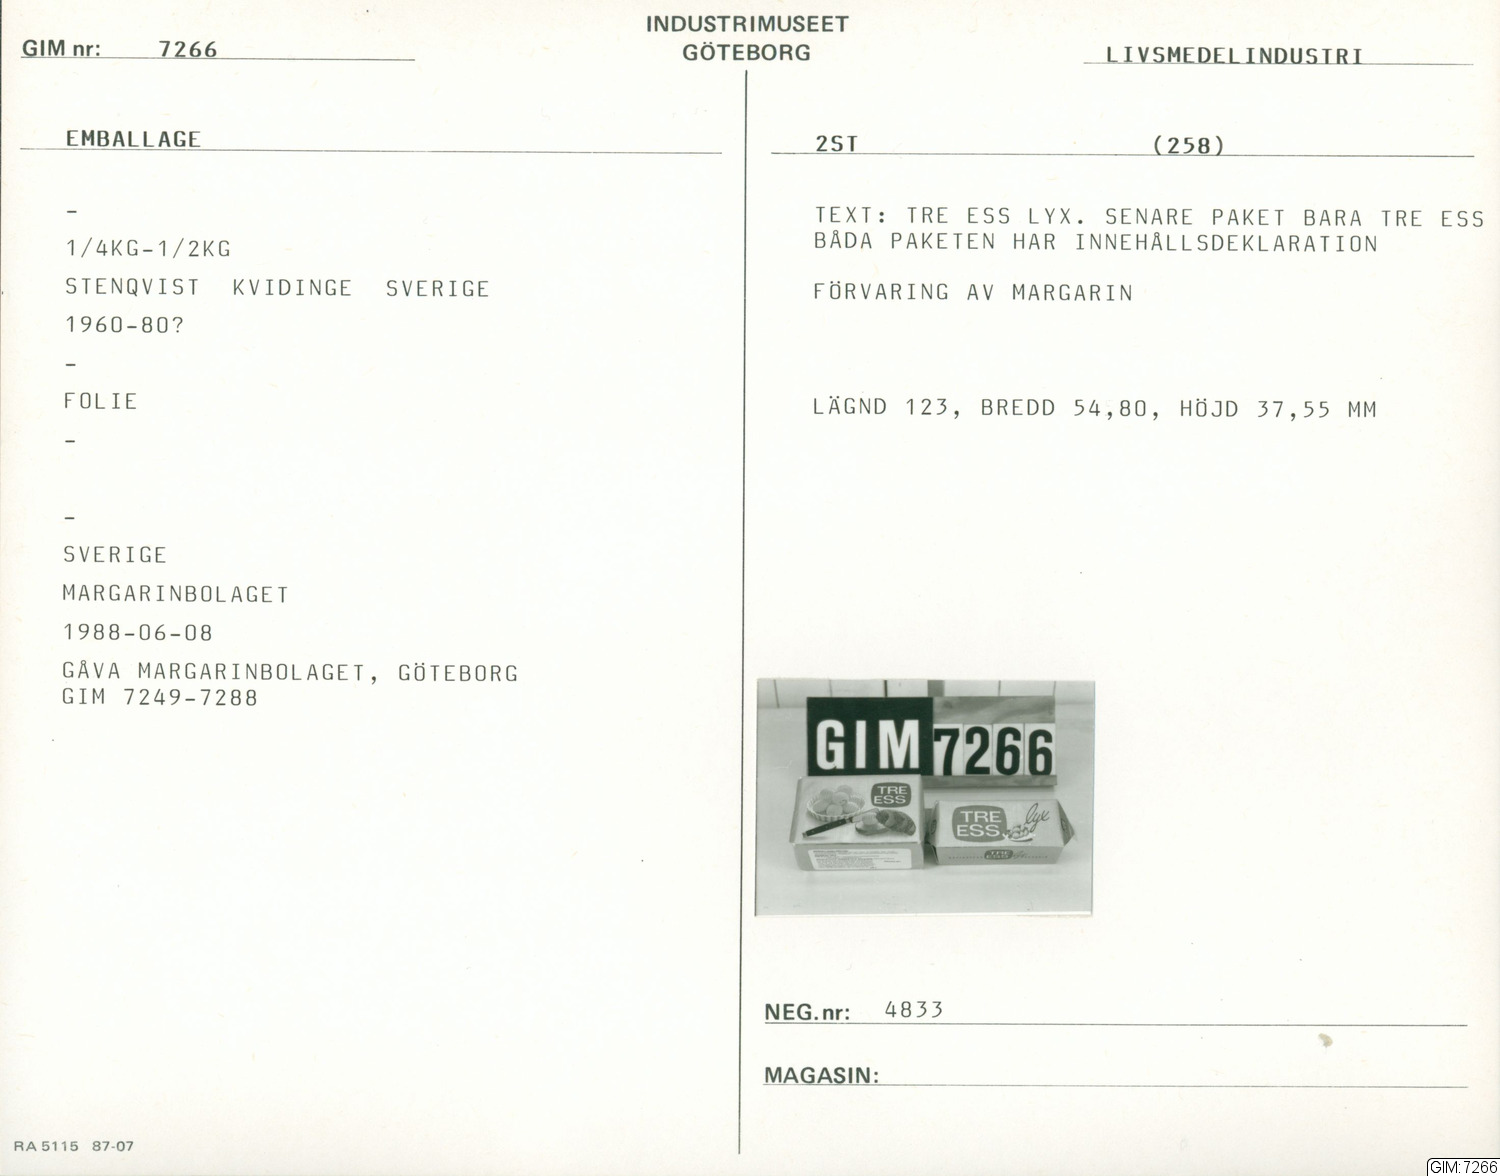 INDUSTRIMUSEET
GÖTEBORG
GIM nr: 7266
LIVSMEDELINDUSTRI
EMBALLAGE
-
1/4KG-1/2KG
STENQVIST KVIDINGE SVERIGE
1960-80?
-
FOLIE
-
-
SVERIGE
MARGARINBOLAGET
1988-06-08
GÅVA MARGARINBOLAGET, GÖTEBORG
GIM 7249-7288
2ST (258)
TEXT: TRE ESS LYX. SENARE PAKET BARA TRE ESS
BÅDA PAKETEN HAR INNEHÅLLSDEKLARATION
FÖRVARING AV MARGARIN
LÄGND 123, BREDD 54,80, HÖJD 37,55 MM
GIM 7266
TRE
ESS
TRE
ESS
lyx
TRE
ESS
NEG.nr: 4833
MAGASIN:
RA 5115 87-07
GIM:7266